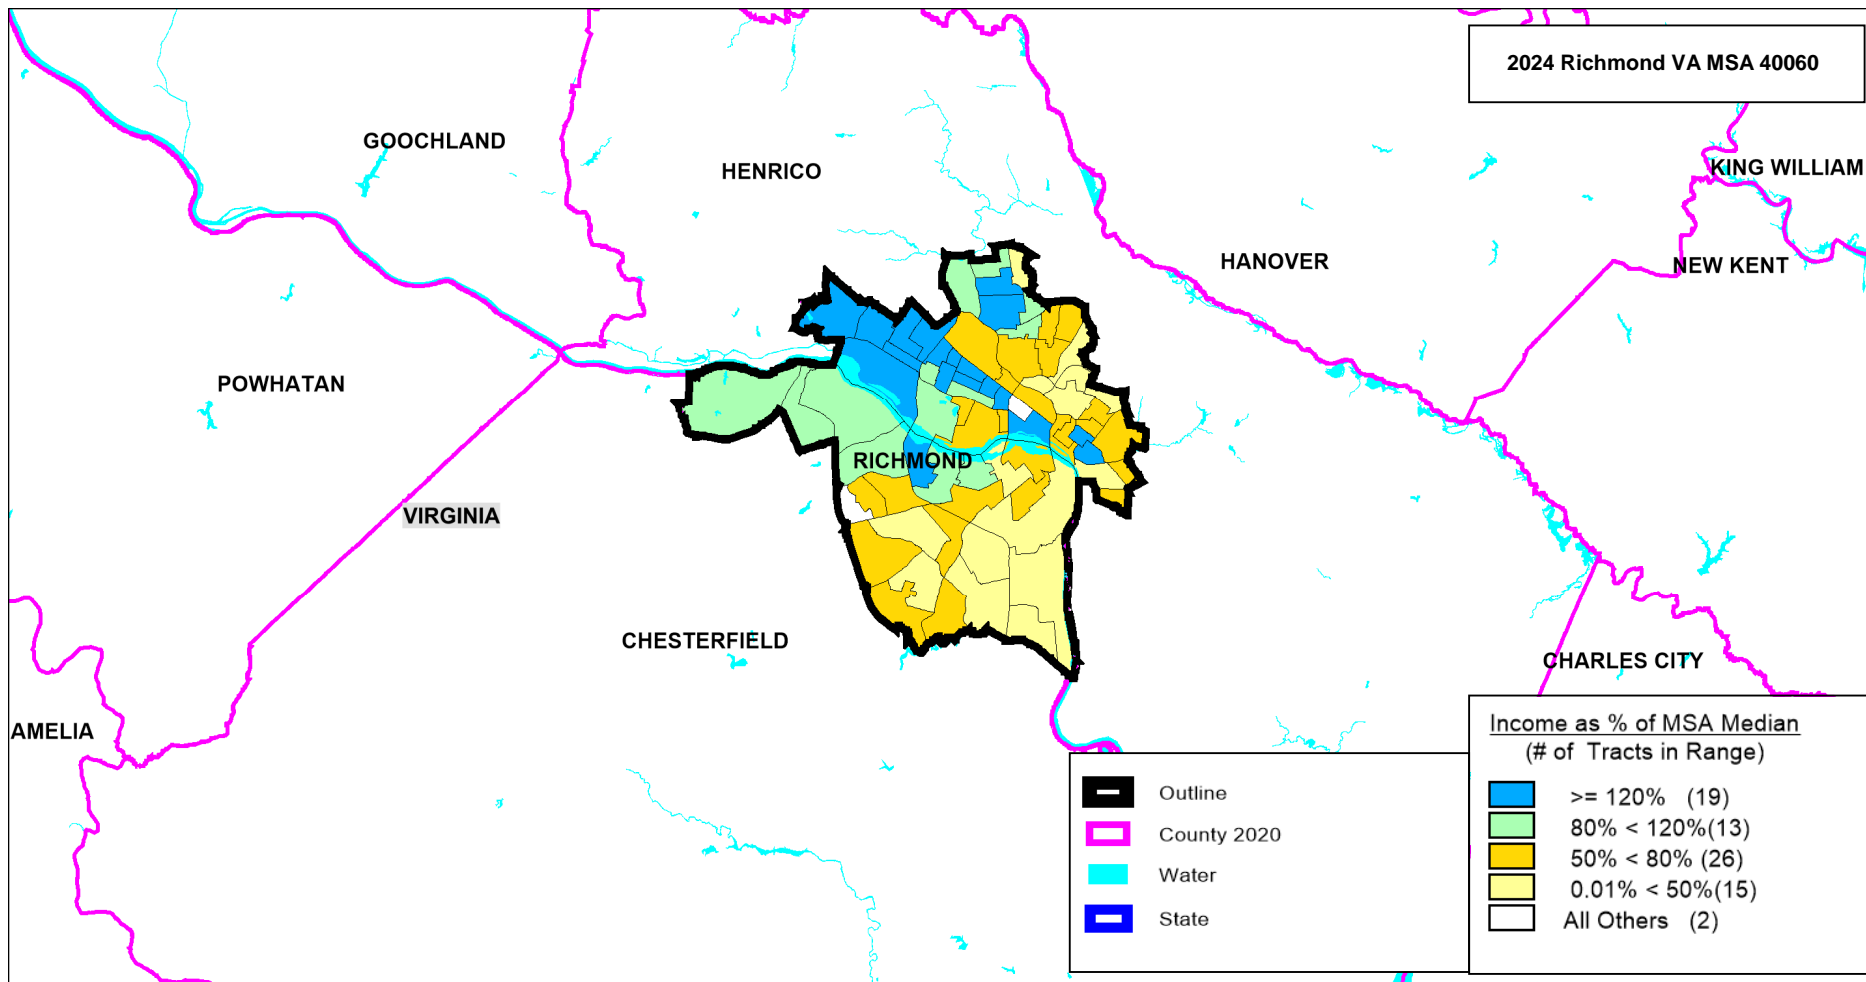 2024 Richmond VA MSA 40060
GOOCHLAND
HENRICO
KING WILLIAM
HANOVER
NEW KENT
POWHATAN
RICHMOND
VIRGINIA
CHESTERFIELD
CHARLES CITY
AMELIA
Outline
County 2020
Water
State
Income as % of MSA Median
(# of Tracts in Range)
>= 120% (19)
80% < 120%(13)
50% < 80% (26)
0.01% < 50%(15)
All Others (2)